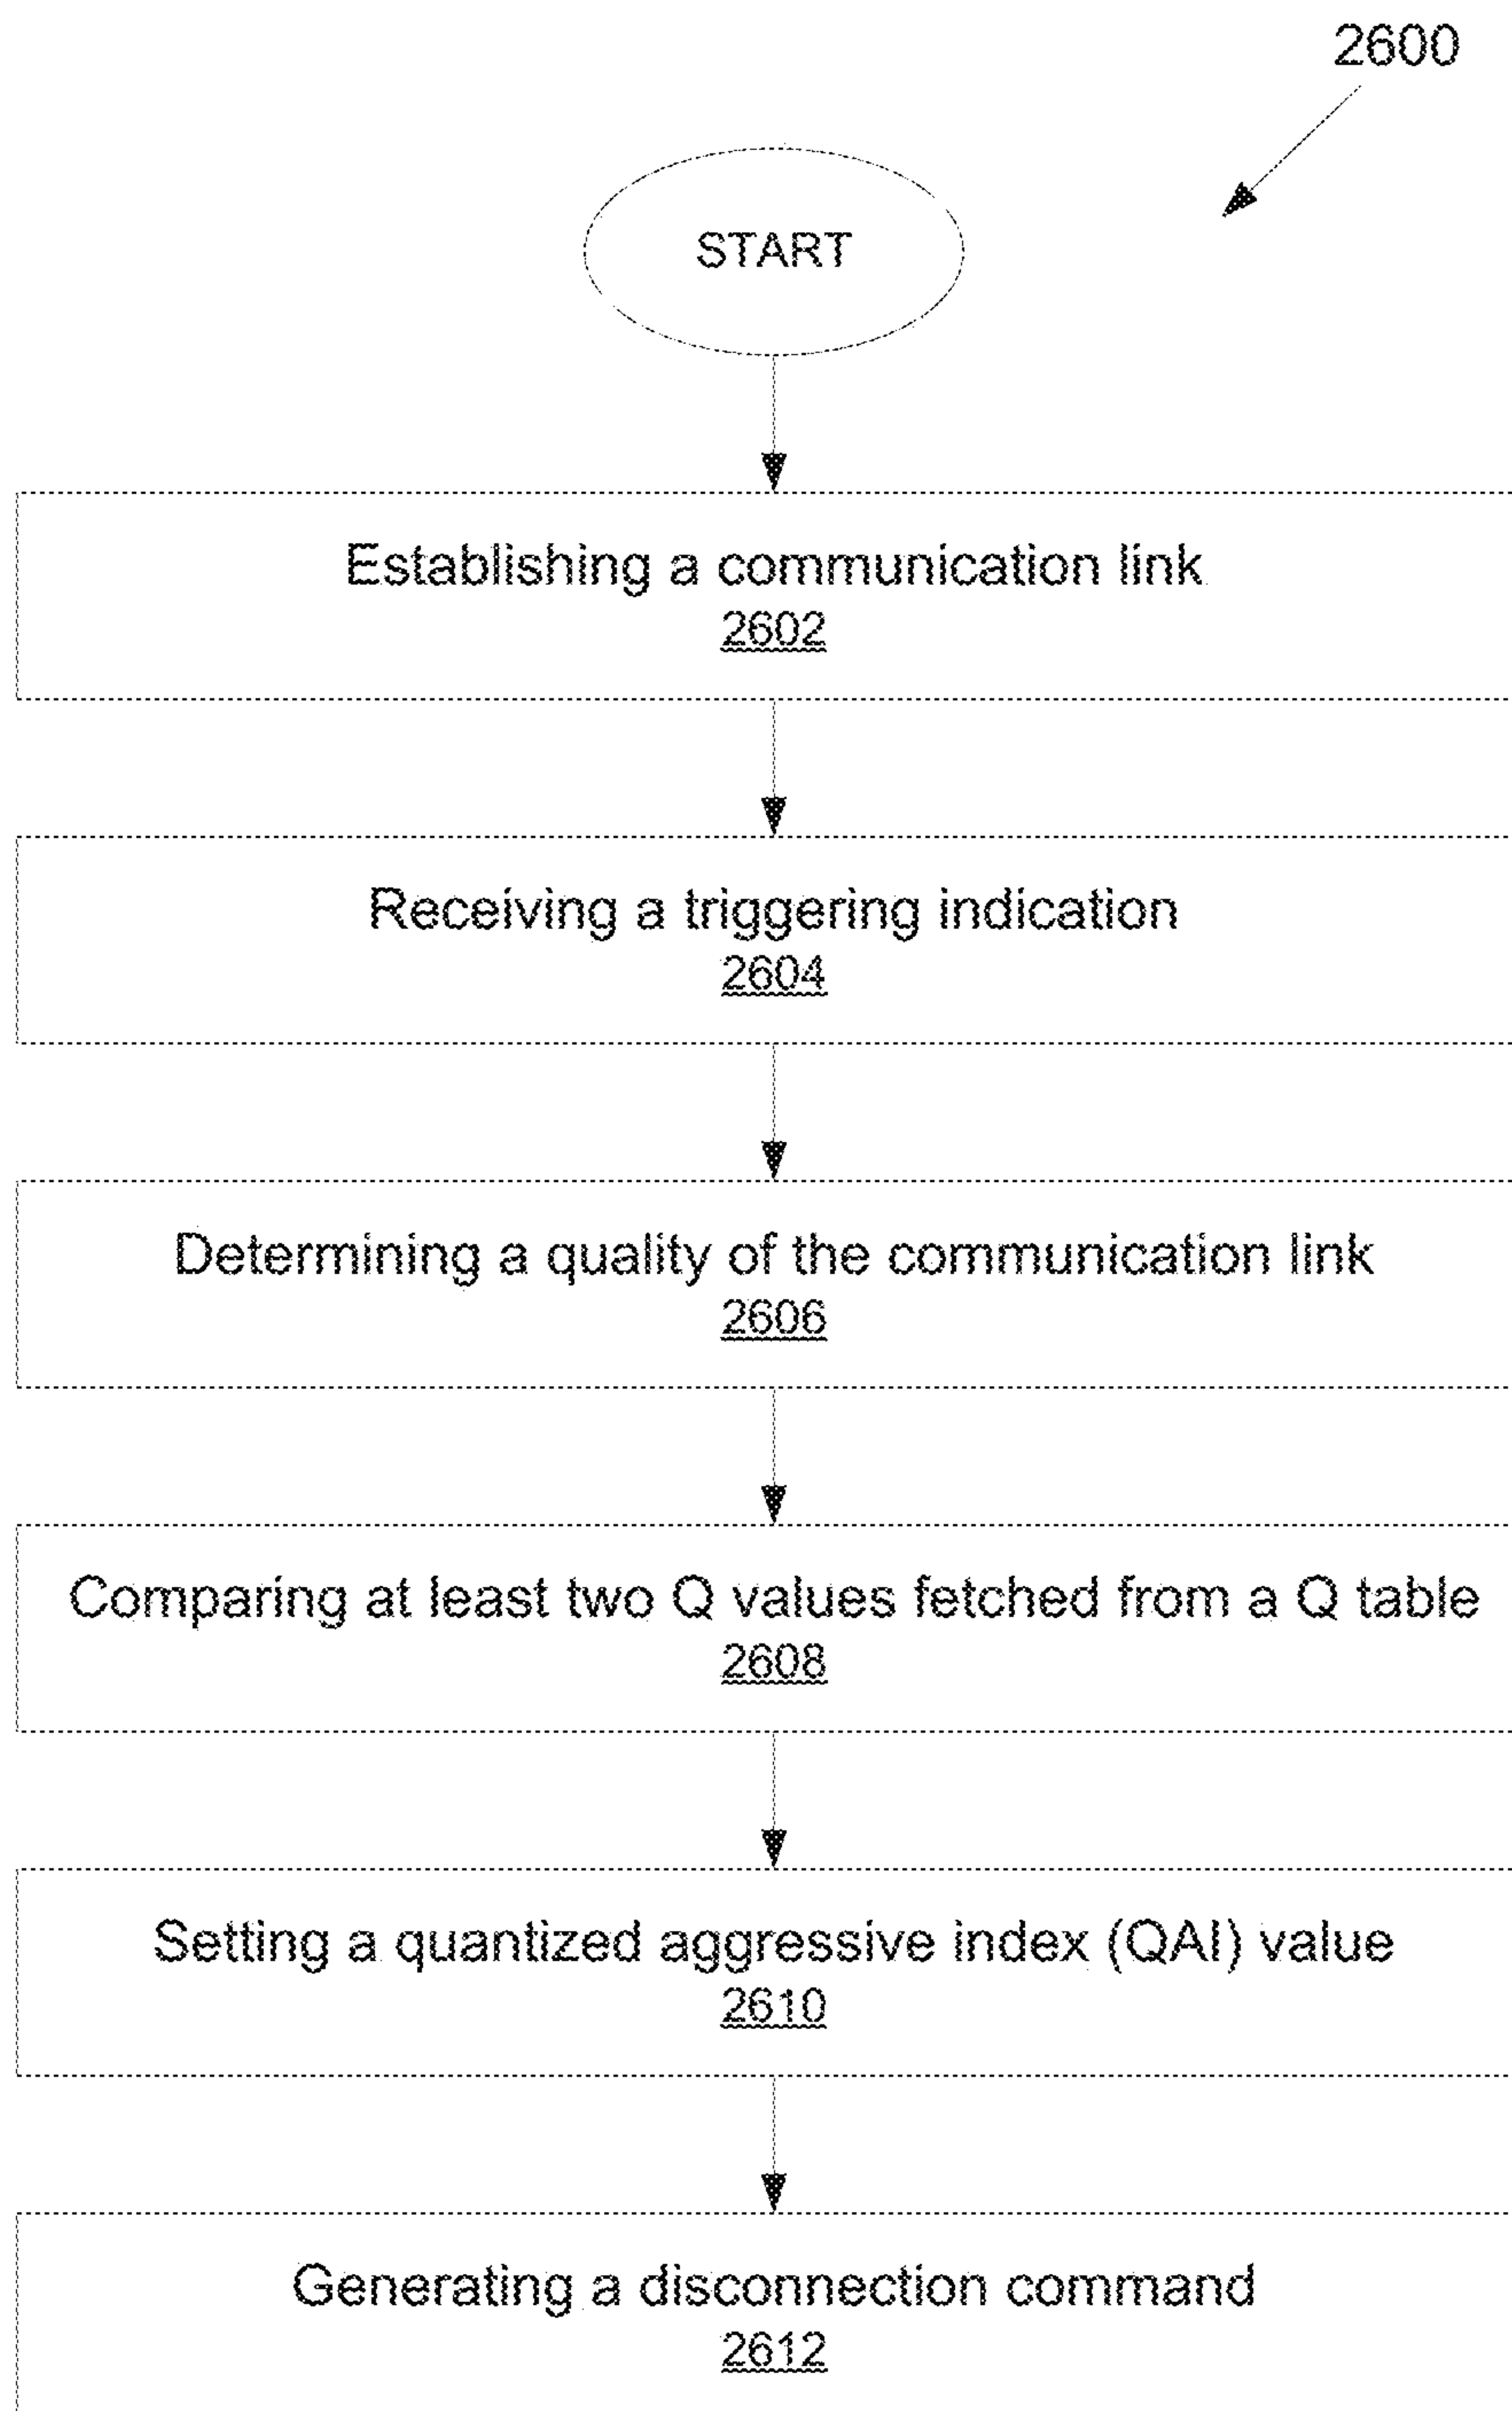 2600
START
Establishing a communication link
2602
Receiving a triggering indication
2604
Determining a quality of the communication link
2606
Comparing at least two Q values fetched from a Q table
2608
Setting a quantized aggressive index (QAI) value
2610
Generating a disconnection command
2612